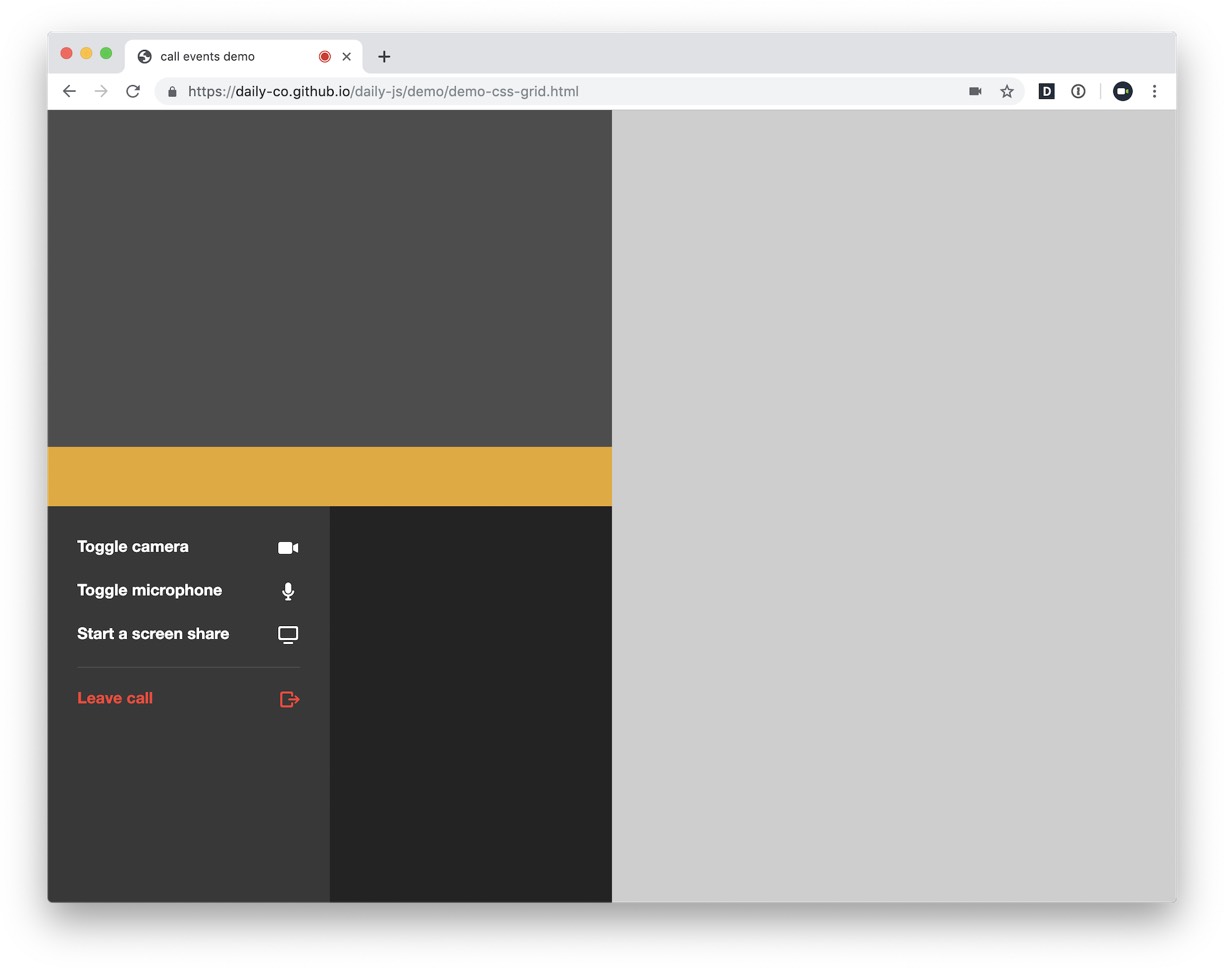 call events demo
https://daily-co.github.io/daily-js/demo/demo-css-grid.html
D
Toggle camera
Toggle microphone
Start a screen share
Leave call